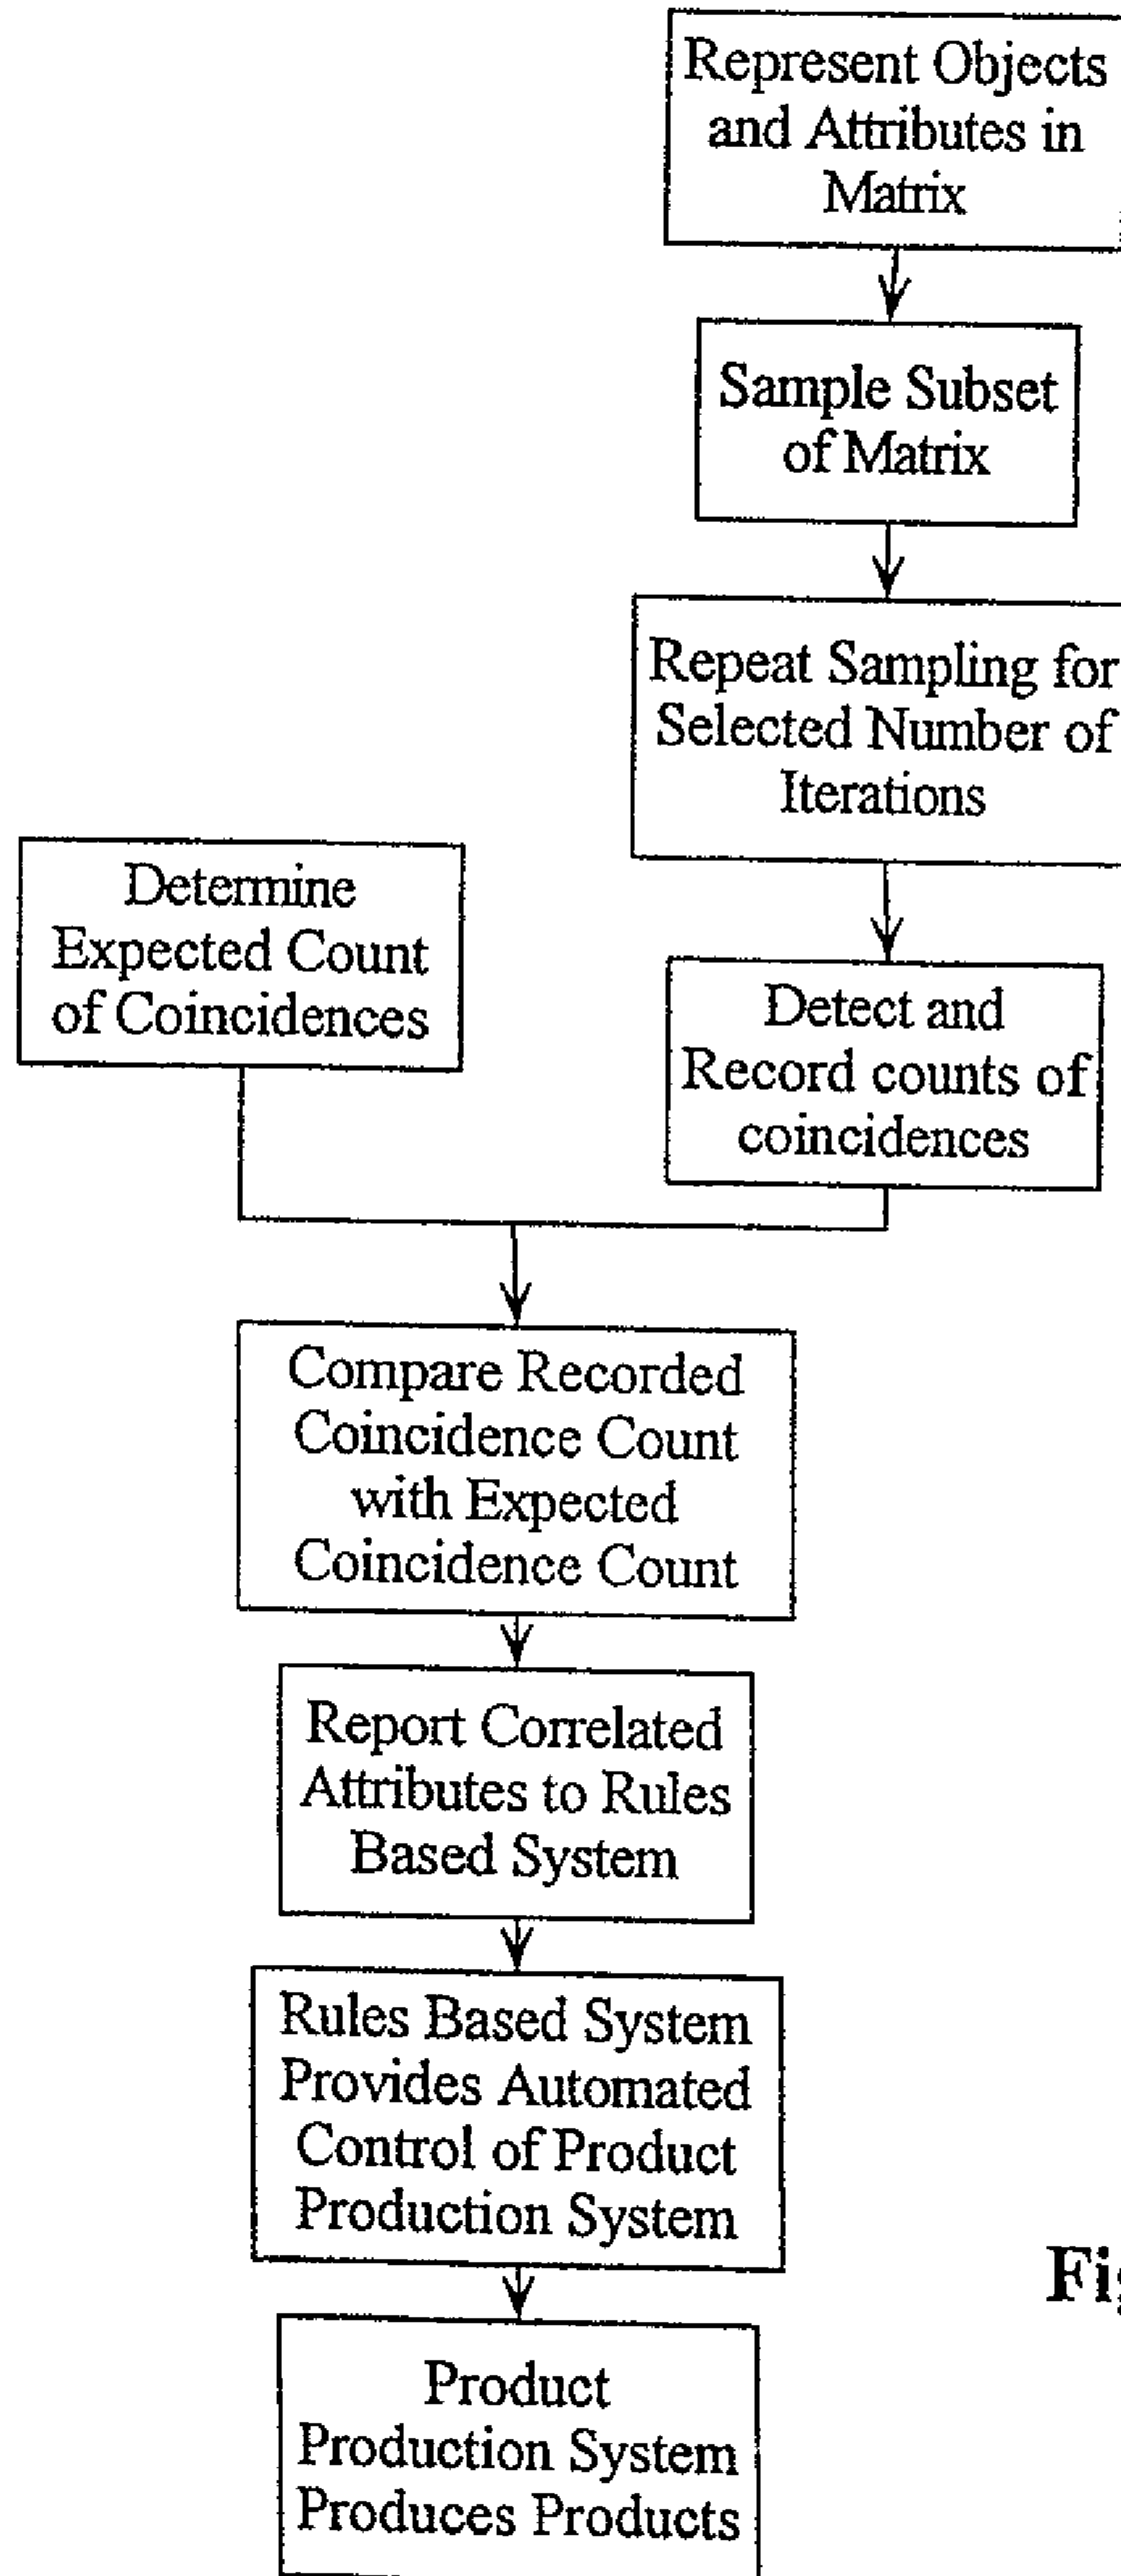 Represent Objects
and Attributes in
Matrix
Sample Subset
of Matrix
Repeat Sampling for
Selected Number of
Iterations
Determine
Expected Count
of Coincidences
Detect and
Record counts of
coincidences
Compare Recorded
Coincidence Count
with Expected
Coincidence Count
Report Correlated
Attributes to Rules
Based System
Rules Based System
Provides Automated
Control of Product
Production System
Product
Production System
Produces Products